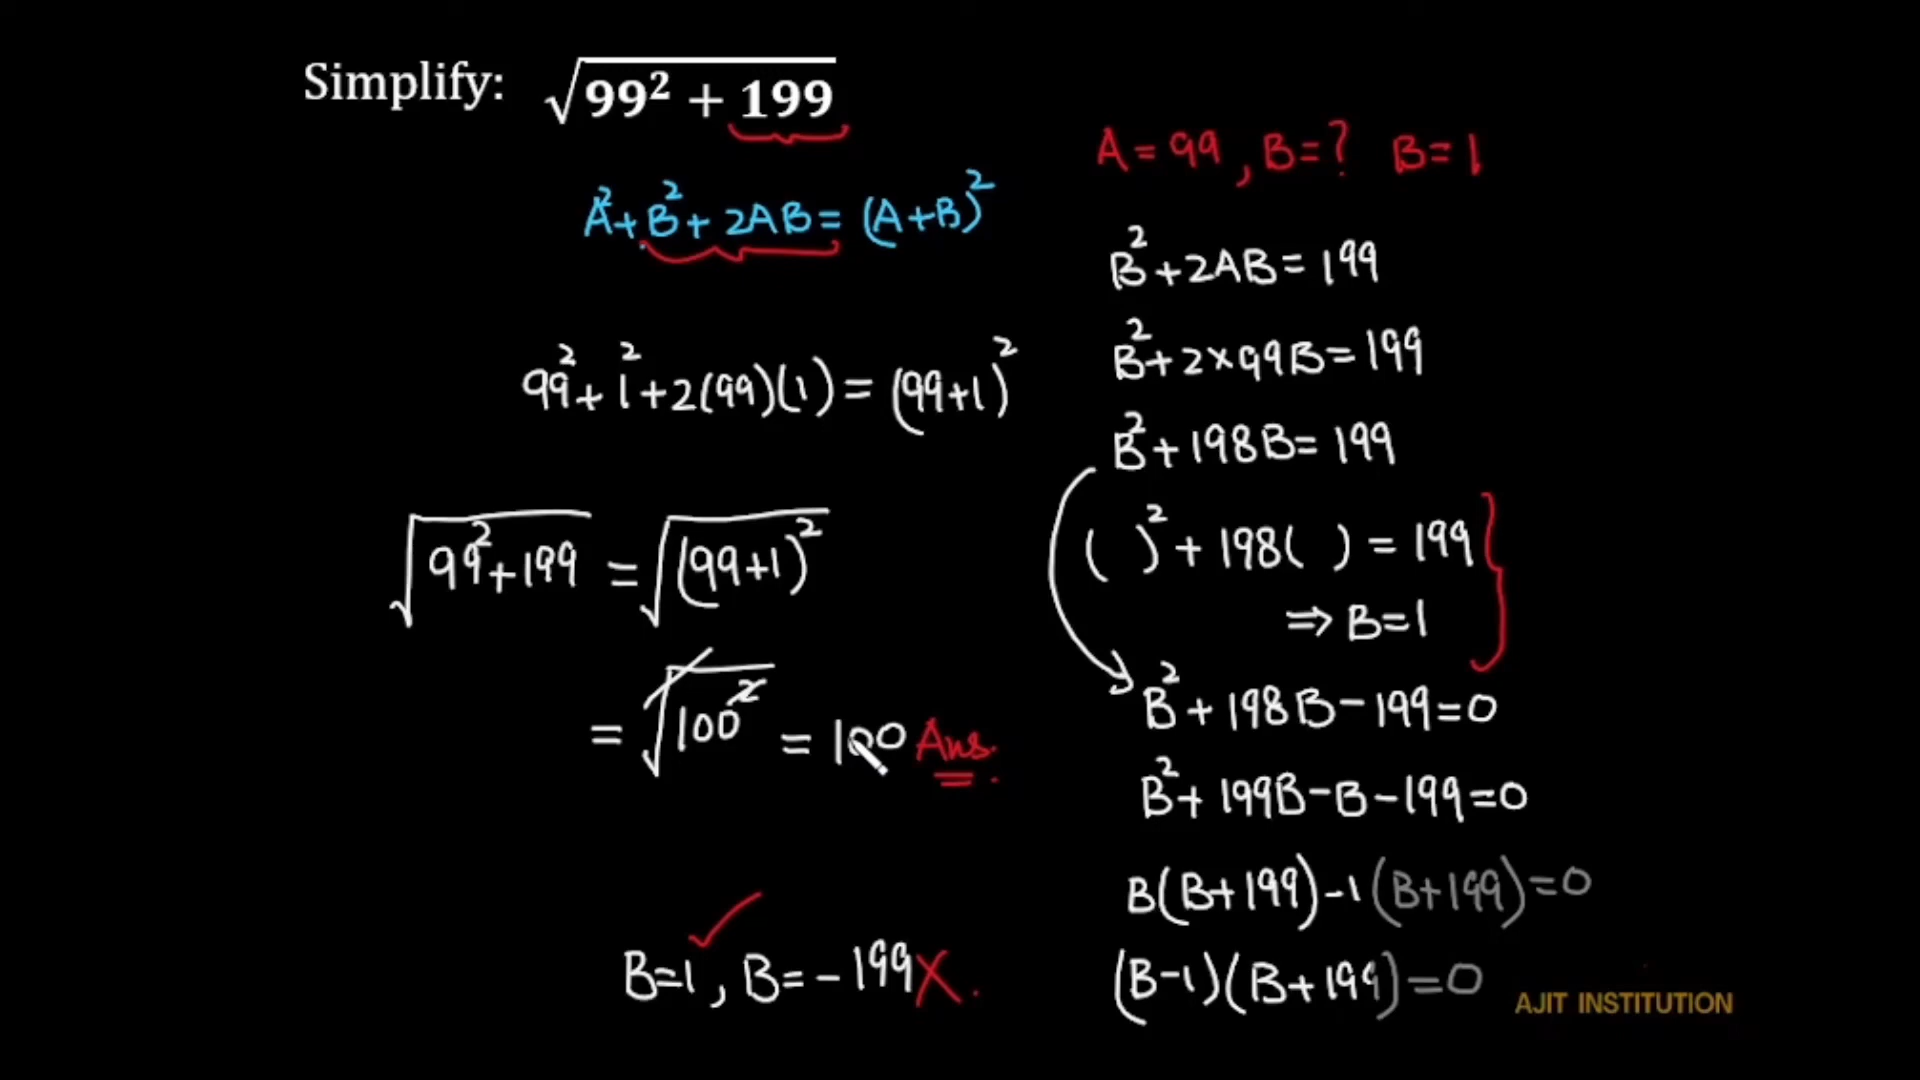 Simplify: √99² + 199
A² + B² + 2AB = (A+B)²
99² + 1² + 2(99)(1) = (99+1)²
√99²+199 = √(99+1)²
= √100² = 100 Ans.
B=1, B=-199 X.
A = 99, B=? B=1
B² + 2AB = 199
B² + 2×99B = 199
B² + 198B = 199
( )² + 198( ) = 199
⇒ B=1
B² + 198B - 199 = 0
B² + 199B - B - 199 = 0
B(B+199) -1 (B+199) = 0
(B-1)(B+199) = 0
AJIT INSTITUTION